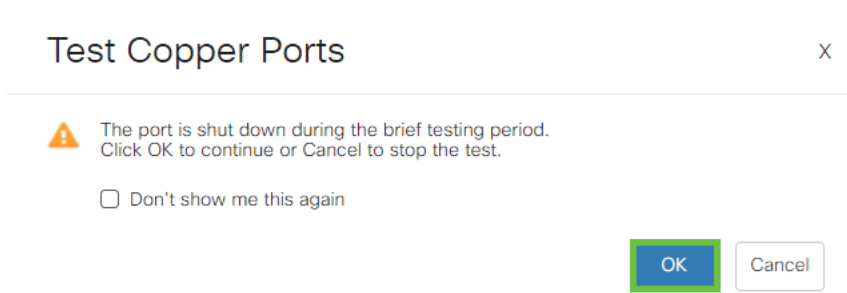 Test Copper Ports
X
The port is shut down during the brief testing period.
Click OK to continue or Cancel to stop the test.
Don't show me this again
OK
Cancel